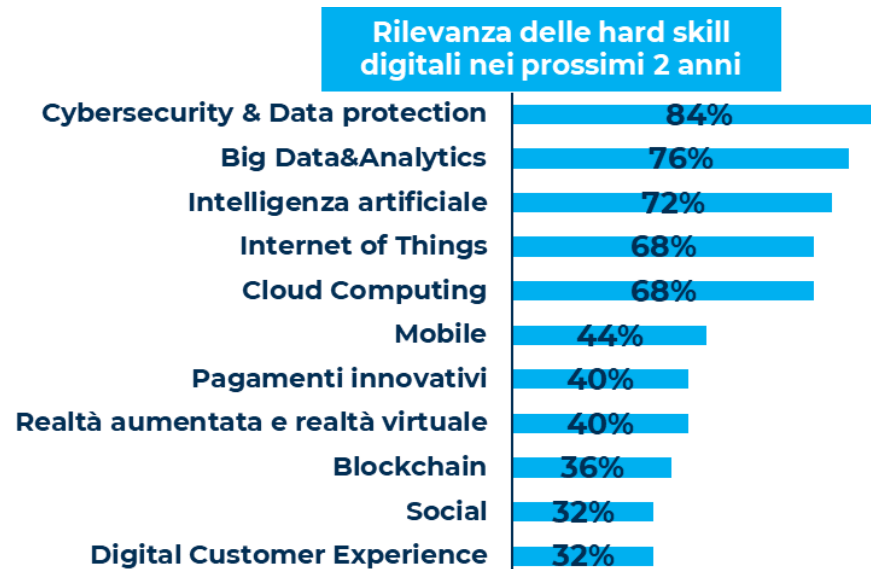 Rilevanza delle hard skill
digitali nei prossimi 2 anni
Cybersecurity & Data protection 84%
Big Data&Analytics 76%
Intelligenza artificiale 72%
Internet of Things 68%
Cloud Computing 68%
Mobile 44%
Pagamenti innovativi 40%
Realtà aumentata e realtà virtuale 40%
Blockchain 36%
Social 32%
Digital Customer Experience 32%